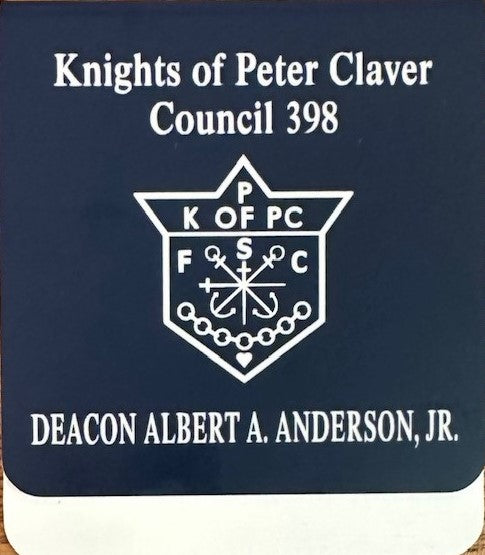 Knights of Peter Claver
Council 398
P
K OF PC
S
F C
DEACON ALBERT A. ANDERSON, JR.